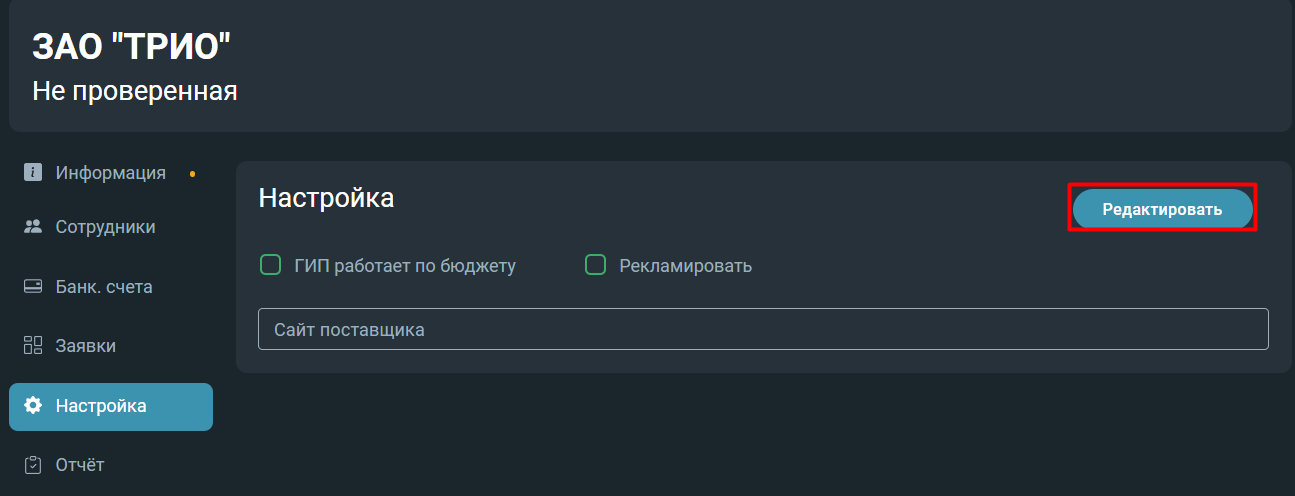 ЗАО "ТРИО"
Не проверенная
Информация
Сотрудники
Банк. счета
Заявки
Настройка
Отчёт
Настройка
Редактировать
ГИП работает по бюджету
Рекламировать
Сайт поставщика